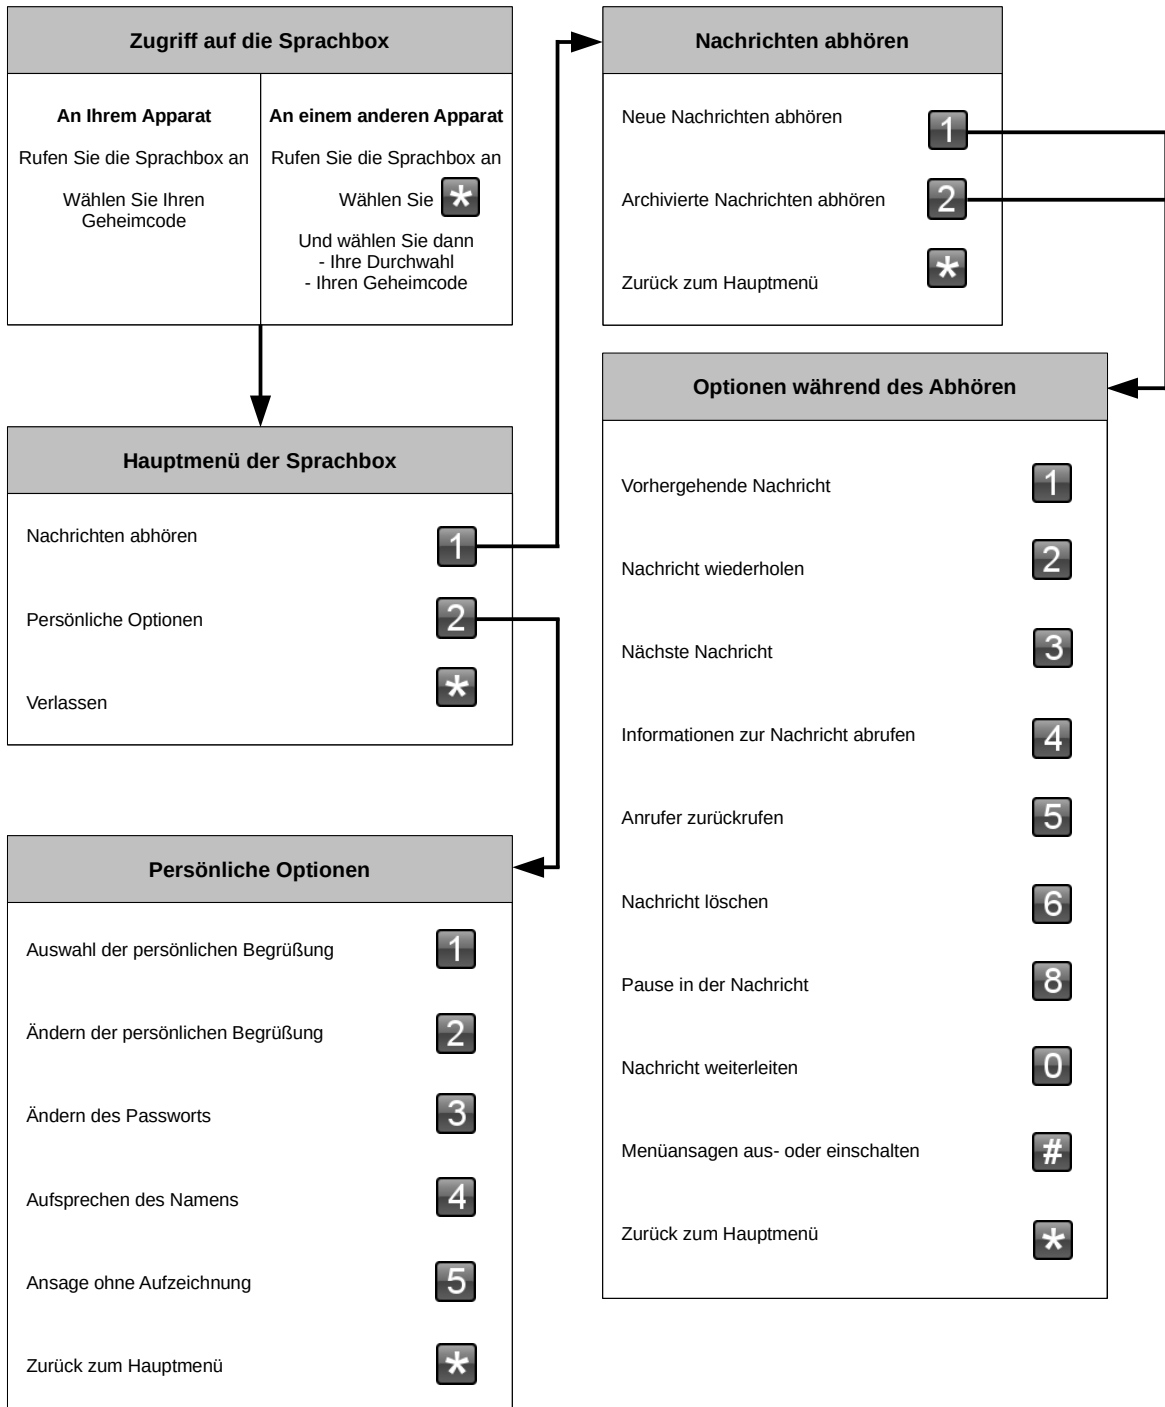 Zugriff auf die Sprachbox
An Ihrem Apparat
Rufen Sie die Sprachbox an
Wählen Sie Ihren
Geheimcode
An einem anderen Apparat
Rufen Sie die Sprachbox an
Wählen Sie *
Und wählen Sie dann
- Ihre Durchwahl
- Ihren Geheimcode
Hauptmenü der Sprachbox
Nachrichten abhören 1
Persönliche Optionen 2
Verlassen *
Persönliche Optionen
Auswahl der persönlichen Begrüßung 1
Ändern der persönlichen Begrüßung 2
Ändern des Passworts 3
Aufsprechen des Namens 4
Ansage ohne Aufzeichnung 5
Zurück zum Hauptmenü *
Nachrichten abhören
Neue Nachrichten abhören 1
Archivierte Nachrichten abhören 2
Zurück zum Hauptmenü *
Optionen während des Abhören
Vorhergehende Nachricht 1
Nachricht wiederholen 2
Nächste Nachricht 3
Informationen zur Nachricht abrufen 4
Anrufer zurückrufen 5
Nachricht löschen 6
Pause in der Nachricht 8
Nachricht weiterleiten 0
Menüansagen aus- oder einschalten #
Zurück zum Hauptmenü *